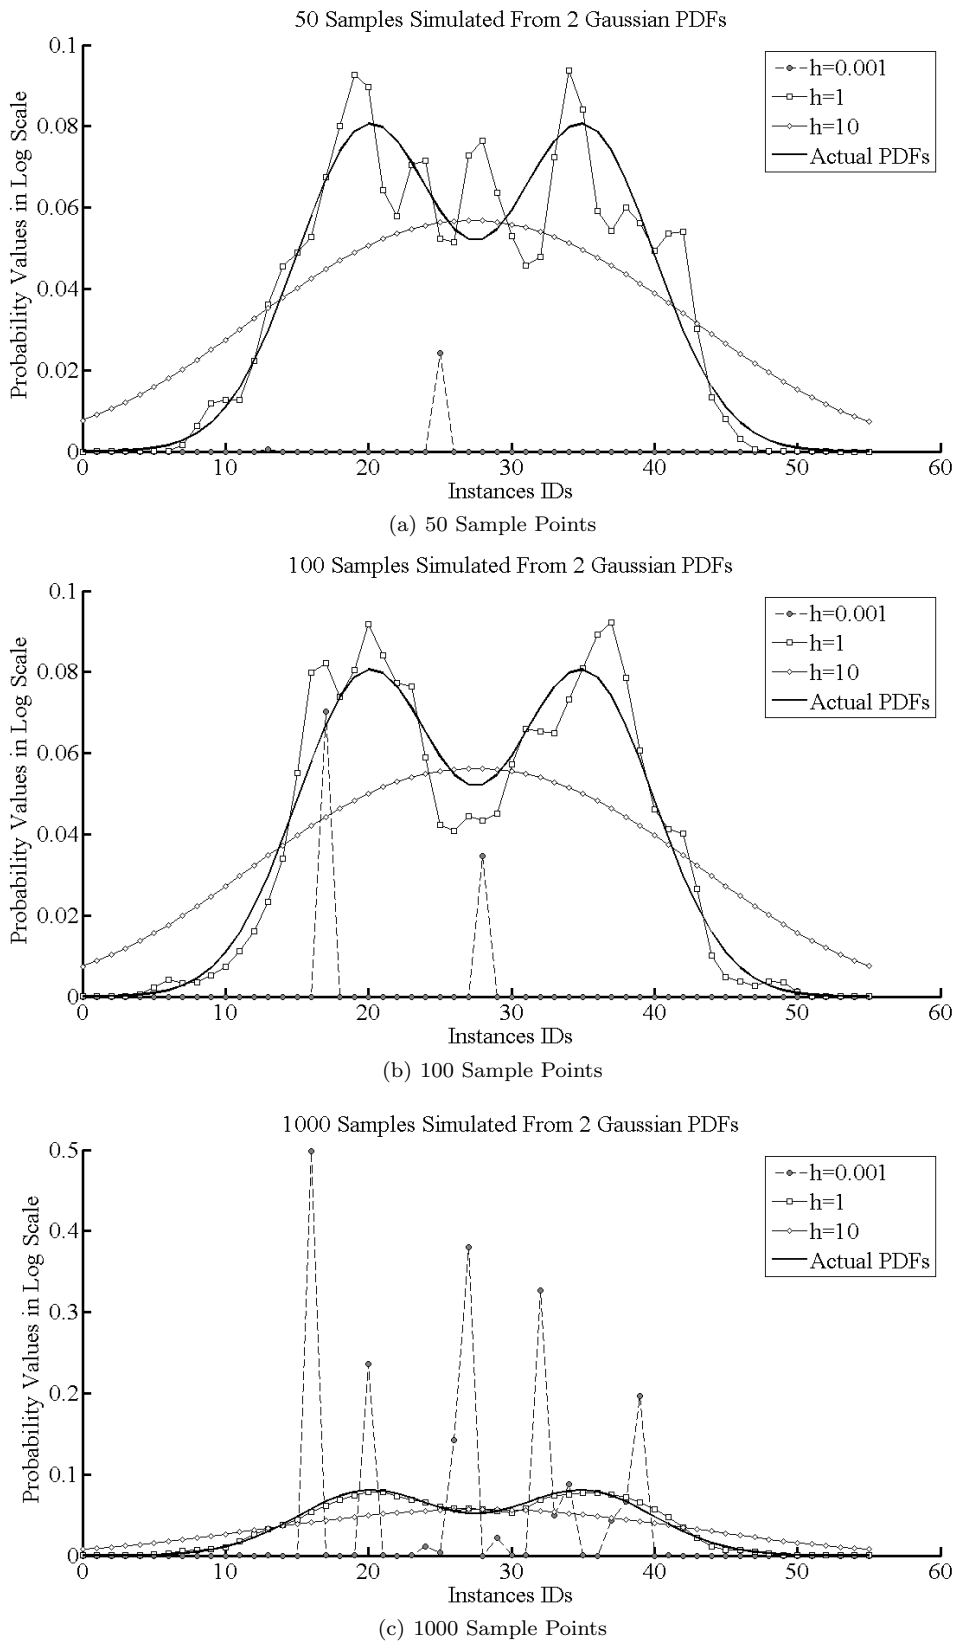 50 Samples Simulated From 2 Gaussian PDFs
0.1
0.08
0.06
0.04
0.02
0
Probability Values in Log Scale
h=0.001
h=1
h=10
Actual PDFs
0 10 20 30 40 50 60
Instances IDs
(a) 50 Sample Points
100 Samples Simulated From 2 Gaussian PDFs
0.1
0.08
0.06
0.04
0.02
0
Probability Values in Log Scale
h=0.001
h=1
h=10
Actual PDFs
0 10 20 30 40 50 60
Instances IDs
(b) 100 Sample Points
1000 Samples Simulated From 2 Gaussian PDFs
0.5
0.4
0.3
0.2
0.1
0
Probability Values in Log Scale
h=0.001
h=1
h=10
Actual PDFs
0 10 20 30 40 50 60
Instances IDs
(c) 1000 Sample Points